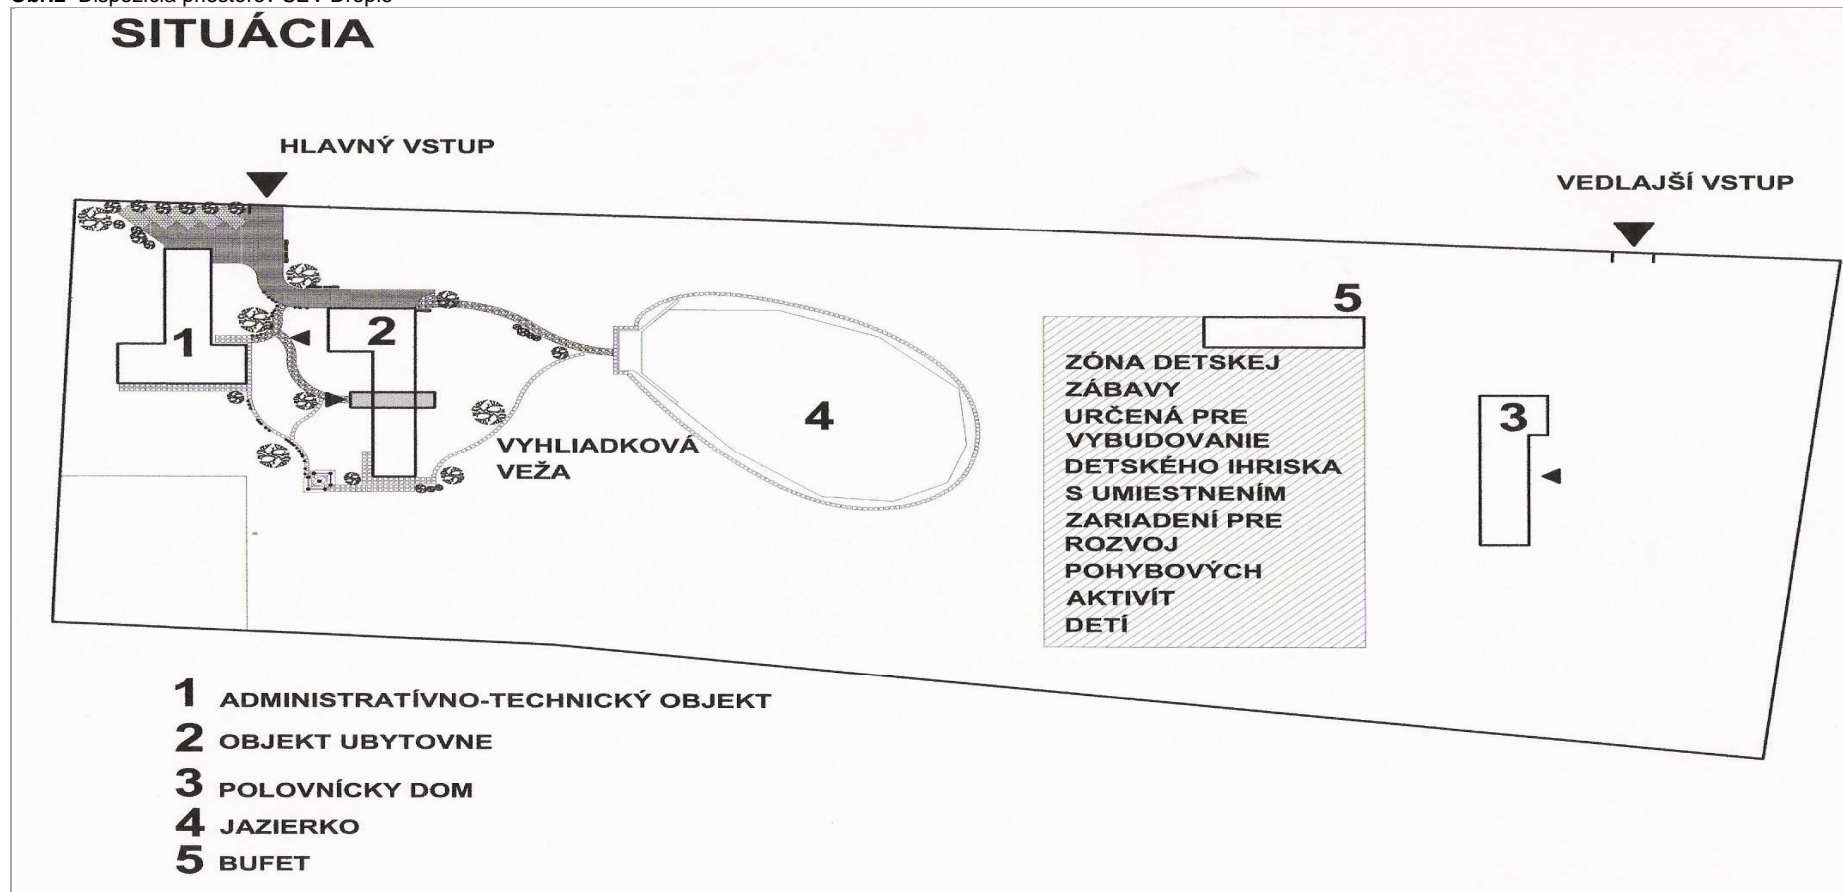 SITUÁCIA
HLAVNÝ VSTUP
VEDLAJŠÍ VSTUP
1
2
VYHLIADKOVÁ
VEŽA
4
5
ZÓNA DETSKEJ
ZÁBAVY
URČENÁ PRE
VYBUDOVANIE
DETSKÉHO IHRISKA
S UMIESTNENÍM
ZARIADENÍ PRE
ROZVOJ
POHYBOVÝCH
AKTIVÍT
DETÍ
3
1 ADMINISTRATÍVNO-TECHNICKÝ OBJEKT
2 OBJEKT UBYTOVNE
3 POLOVNÍCKY DOM
4 JAZIERKO
5 BUFET